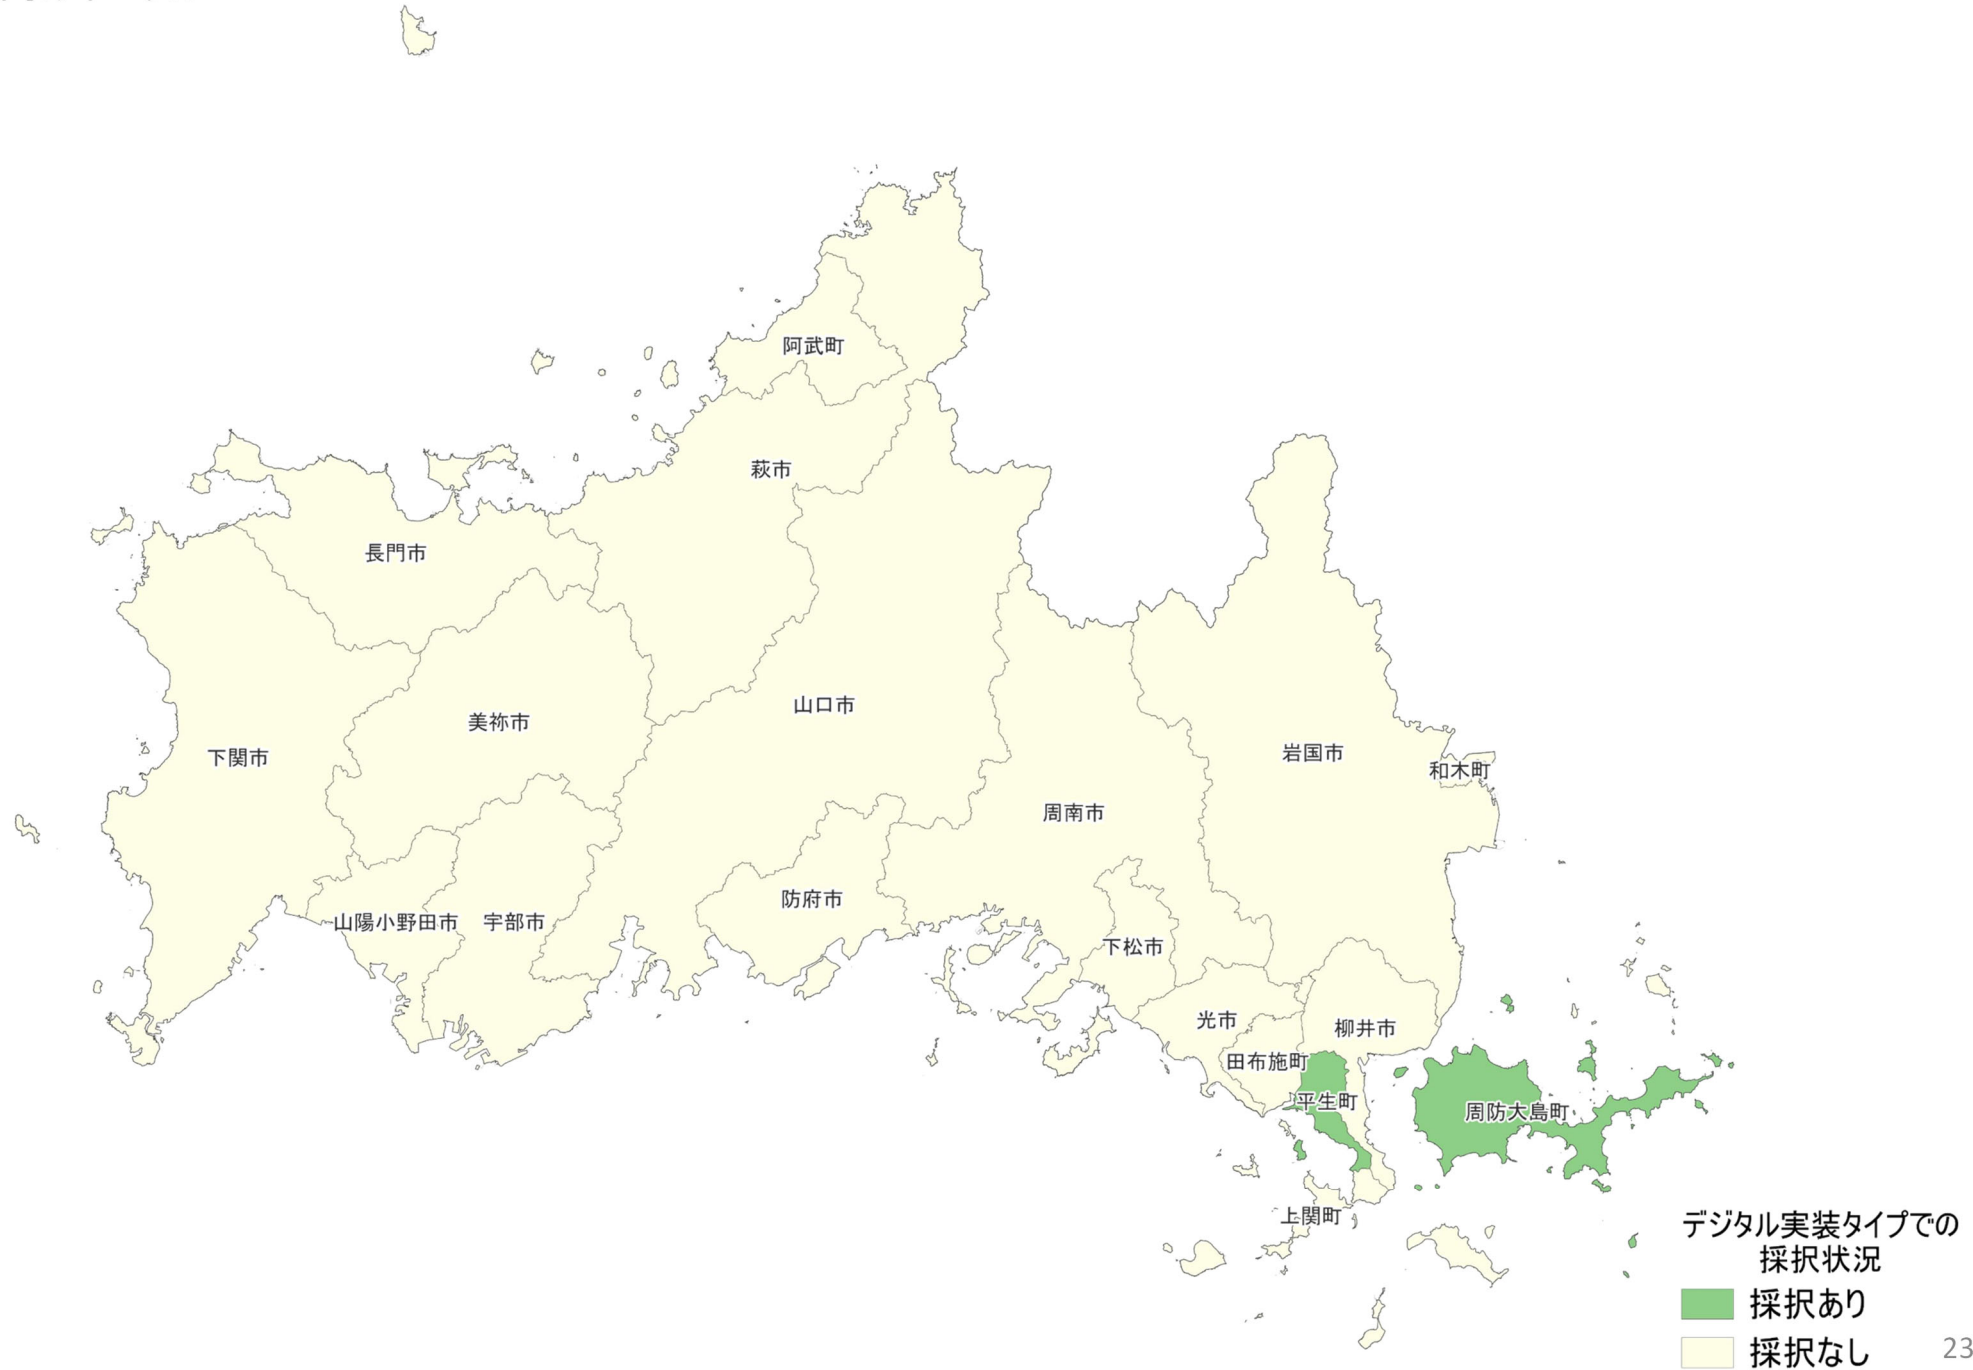 阿武町
萩市
長門市
山口市
美祢市
岩国市
下関市
和木町
周南市
防府市
山陽小野田市
宇部市
下松市
光市
柳井市
田布施町
平生町
周防大島町
上関町
デジタル実装タイプでの
採択状況
採択あり
採択なし
23